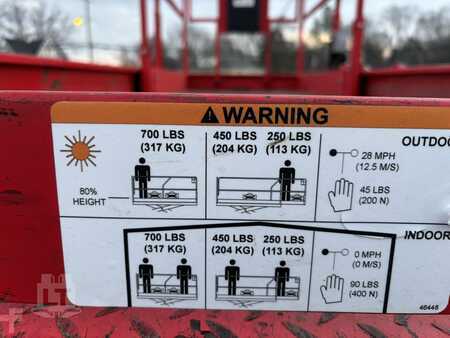 WARNING
700 LBS 450 LBS 250 LBS
(317 KG) (204 KG) (113 KG)
OUTDOO
28 MPH
(12.5 M/S)
80%
HEIGHT
45 LBS
(200 N)
700 LBS 450 LBS 250 LBS
(317 KG) (204 KG) (113 KG)
INDOOR
0 MPH
(0 M/S)
90 LBS
(400 N)
46445